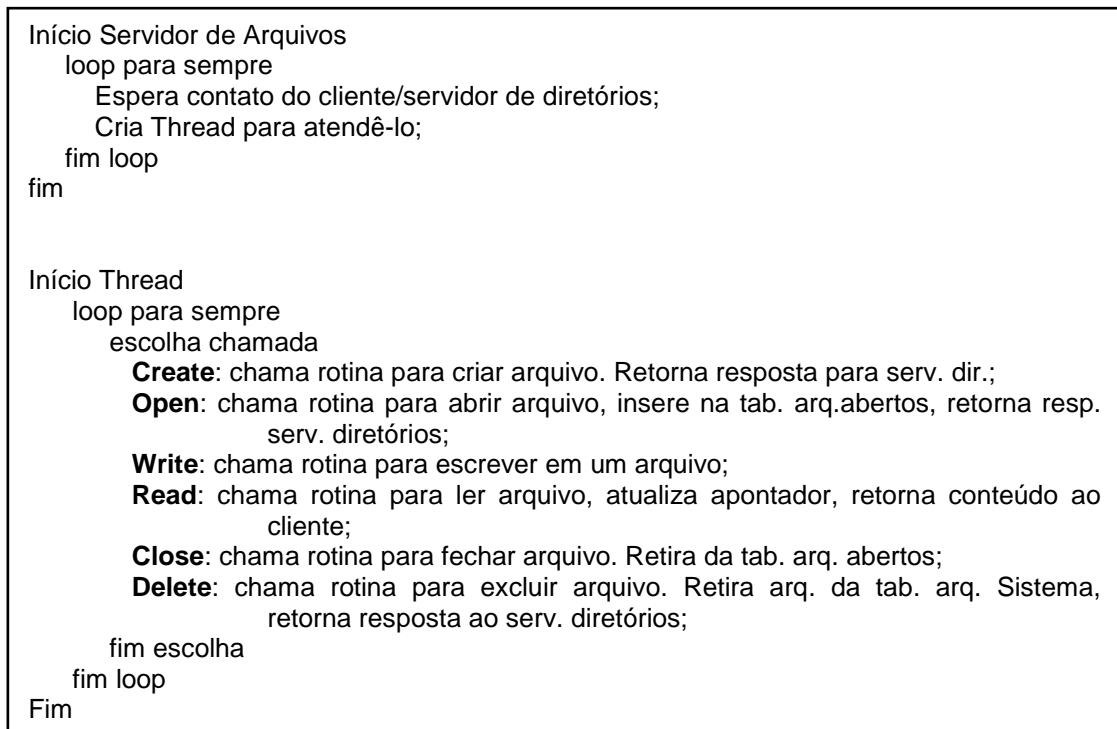 Início Servidor de Arquivos
loop para sempre
Espera contato do cliente/servidor de diretórios;
Cria Thread para atendê-lo;
fim loop
fim
Início Thread
loop para sempre
escolha chamada
Create: chama rotina para criar arquivo. Retorna resposta para serv. dir.;
Open: chama rotina para abrir arquivo, insere na tab. arq.abertos, retorna resp.
serv. diretórios;
Write: chama rotina para escrever em um arquivo;
Read: chama rotina para ler arquivo, atualiza apontador, retorna conteúdo ao
cliente;
Close: chama rotina para fechar arquivo. Retira da tab. arq. abertos;
Delete: chama rotina para excluir arquivo. Retira arq. da tab. arq. Sistema,
retorna resposta ao serv. diretórios;
fim escolha
fim loop
Fim